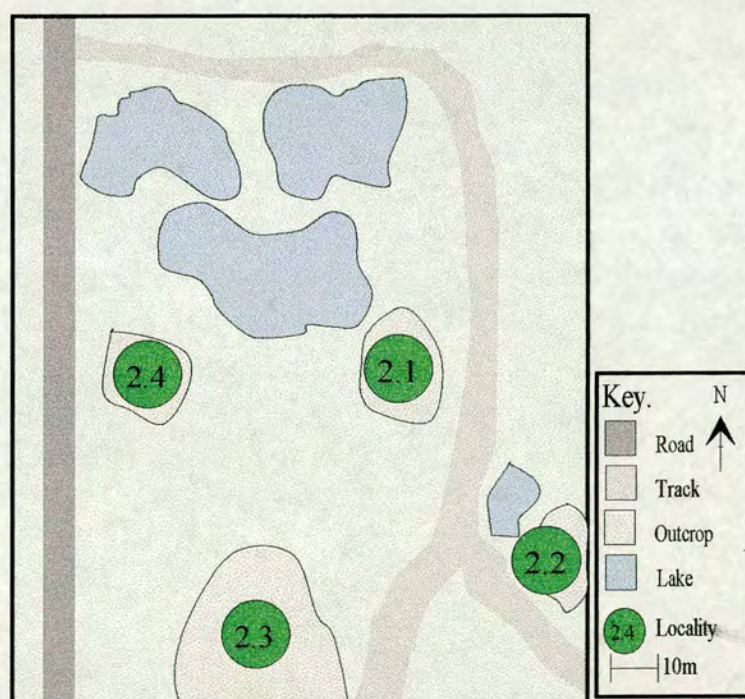 2.4
2.1
2.2
2.3
Key.
N
Road
Track
Outcrop
Lake
2.4 Locality
10m